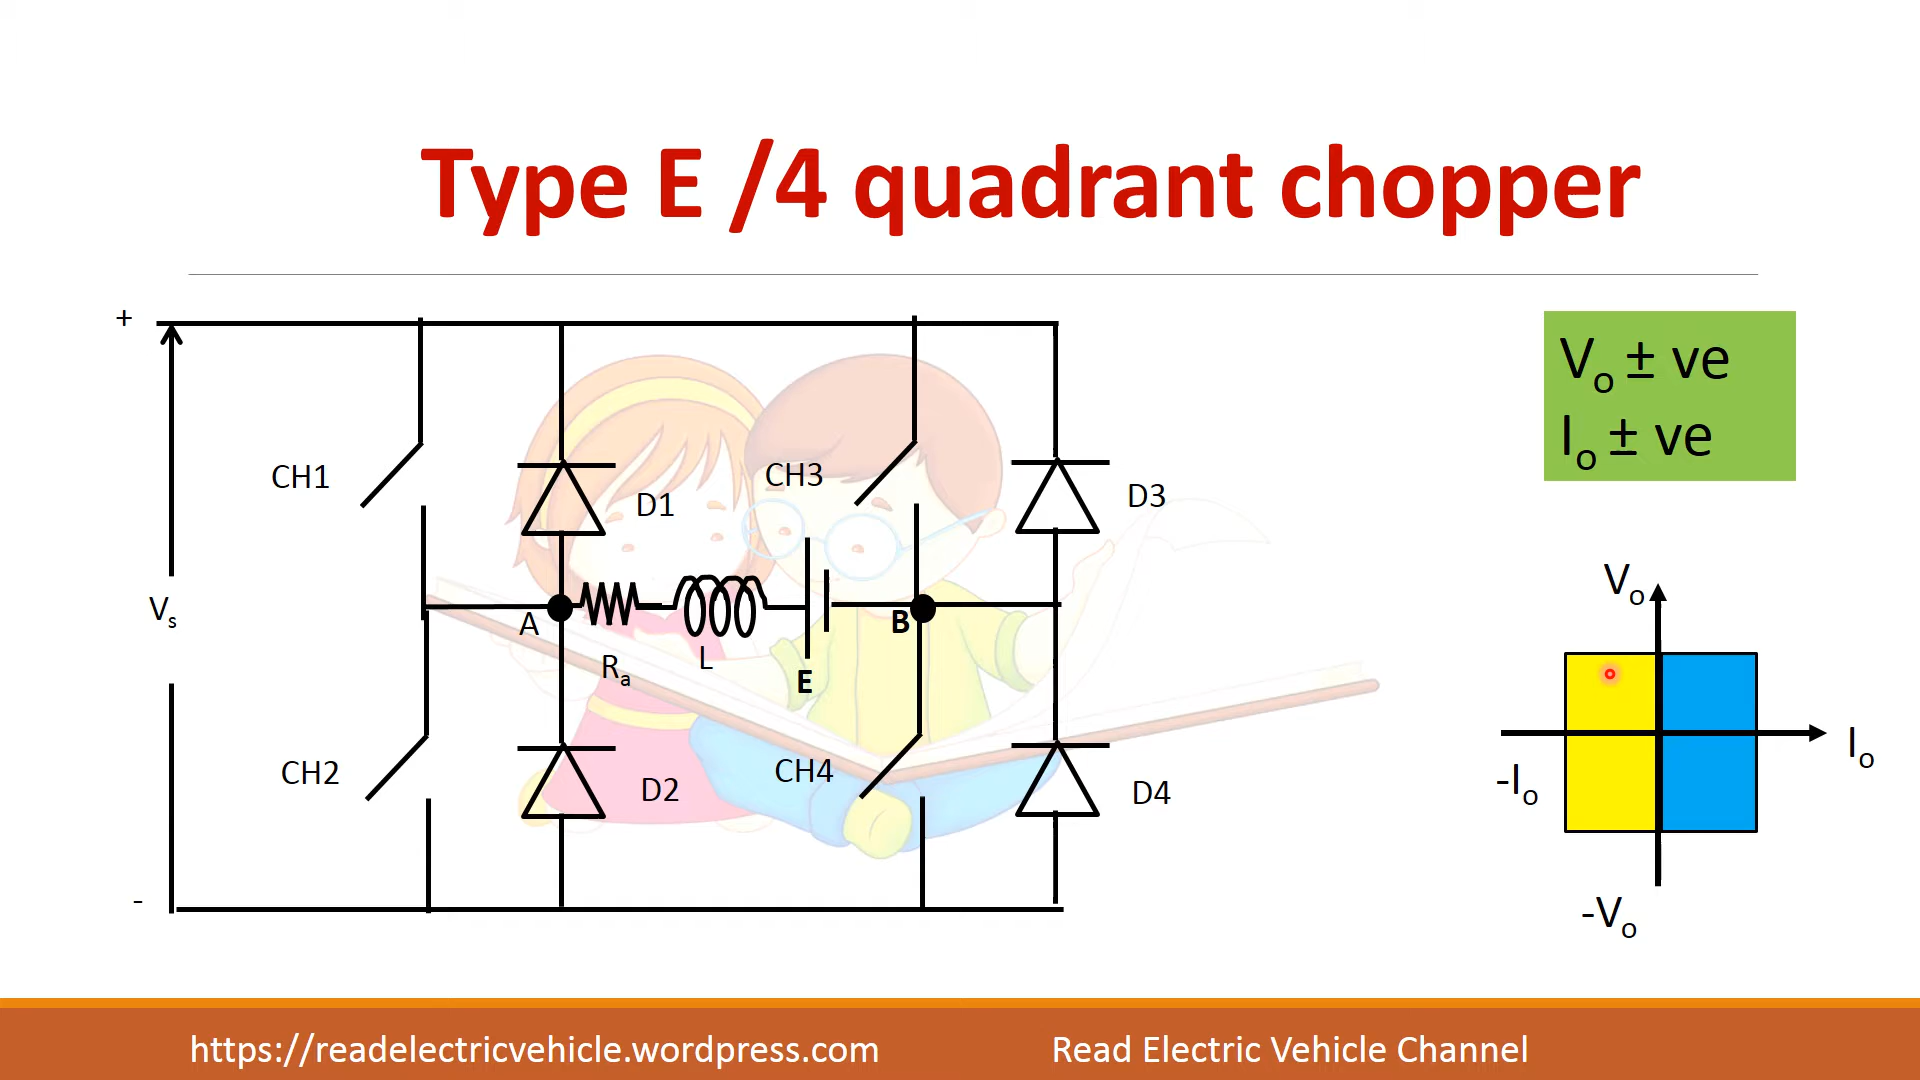 Type E /4 quadrant chopper
+
Vₛ
-
CH1
D1
CH3
D3
A
Rₐ
L
E
B
CH2
D2
CH4
D4
Vₒ ± ve
Iₒ ± ve
Vₒ
Iₒ
-Iₒ
-Vₒ
https://readelectricvehicle.wordpress.com
Read Electric Vehicle Channel